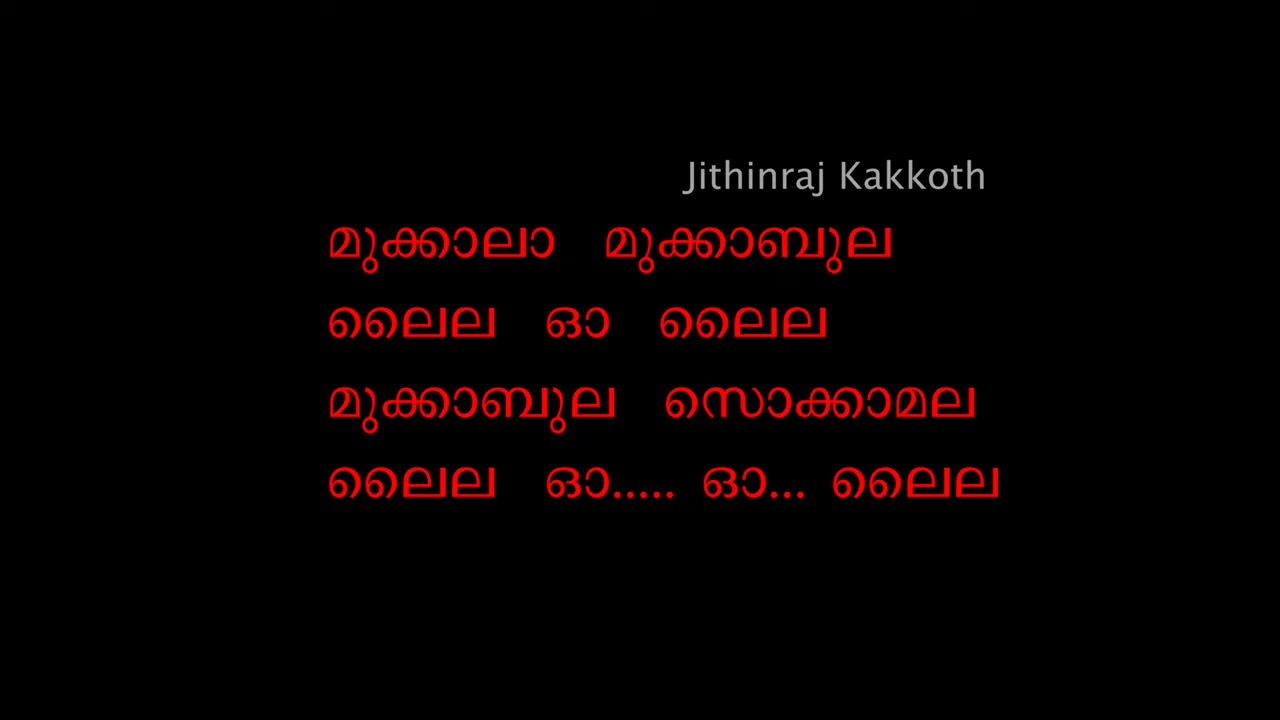 Jithinraj Kakkoth
മുക്കാലാ മുക്കാബുല
ലൈല ഓ ലൈല
മുക്കാബുല സൊക്കാമല
ലൈല ഓ..... ഓ... ലൈല